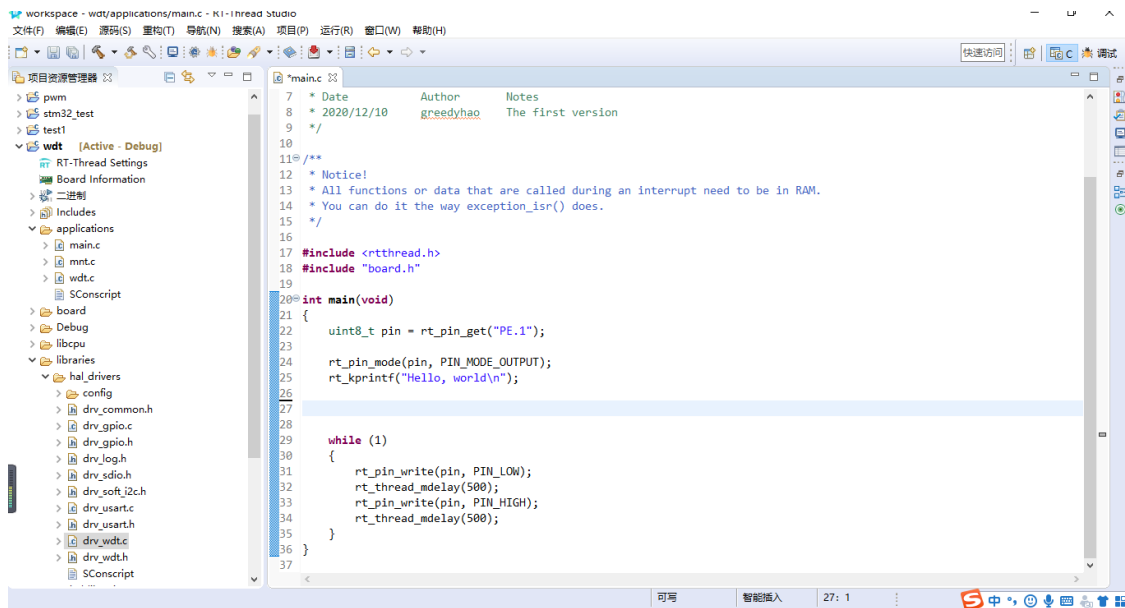 workspace - wdt/applications/main.c - RT-Thread Studio
文件(F) 编辑(E) 源码(S) 重构(T) 导航(N) 搜索(A) 项目(P) 运行(R) 窗口(W) 帮助(H)
快速访问
C
调试
项目资源管理器
pwm
stm32_test
test1
wdt [Active - Debug]
RT-Thread Settings
Board Information
二进制
Includes
applications
main.c
mnt.c
wdt.c
SConscript
board
Debug
libcpu
libraries
hal_drivers
config
drv_common.h
drv_gpio.c
drv_gpio.h
drv_log.h
drv_sdio.h
drv_soft_i2c.h
drv_usart.c
drv_usart.h
drv_wdt.c
drv_wdt.h
SConscript
*main.c
7 * Date Author Notes
8 * 2020/12/10 greedyhao The first version
9 */
10
11 /**
12 * Notice!
13 * All functions or data that are called during an interrupt need to be in RAM.
14 * You can do it the way exception_isr() does.
15 */
16
17 #include <rtthread.h>
18 #include "board.h"
19
20 int main(void)
21 {
22 uint8_t pin = rt_pin_get("PE.1");
23
24 rt_pin_mode(pin, PIN_MODE_OUTPUT);
25 rt_kprintf("Hello, world\n");
26
27
28
29 while (1)
30 {
31 rt_pin_write(pin, PIN_LOW);
32 rt_thread_mdelay(500);
33 rt_pin_write(pin, PIN_HIGH);
34 rt_thread_mdelay(500);
35 }
36 }
37
可写 智能插入 27: 1
S 中